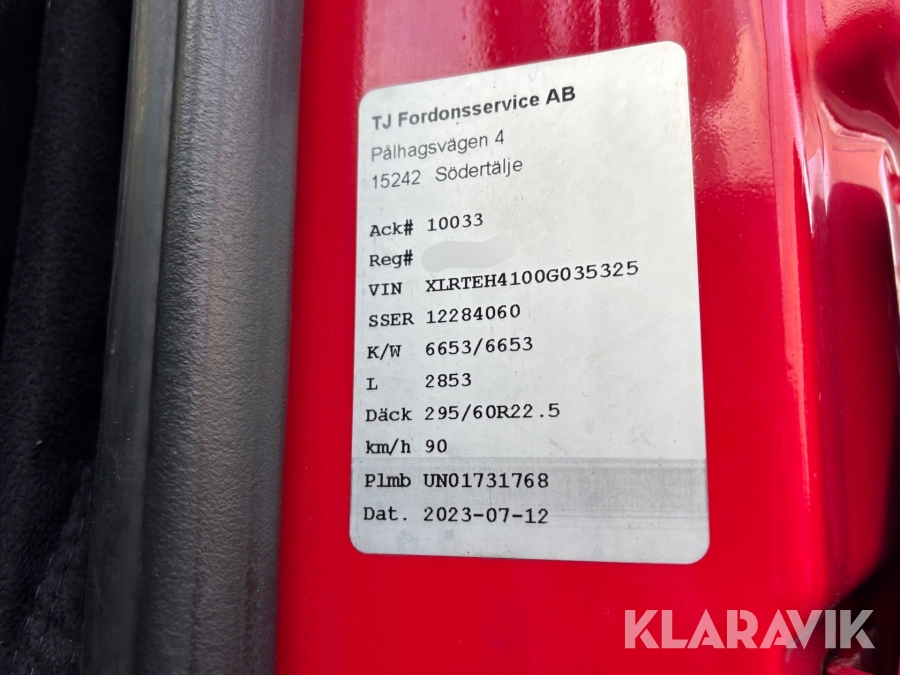 TJ Fordonsservice AB
Pålhagsvägen 4
15242 Södertälje
Ack# 10033
Reg#
VIN XLRTEH4100G035325
SSER 12284060
K/W 6653/6653
L 2853
Däck 295/60R22.5
km/h 90
Plmb UN01731768
Dat. 2023-07-12
KLARAVIK